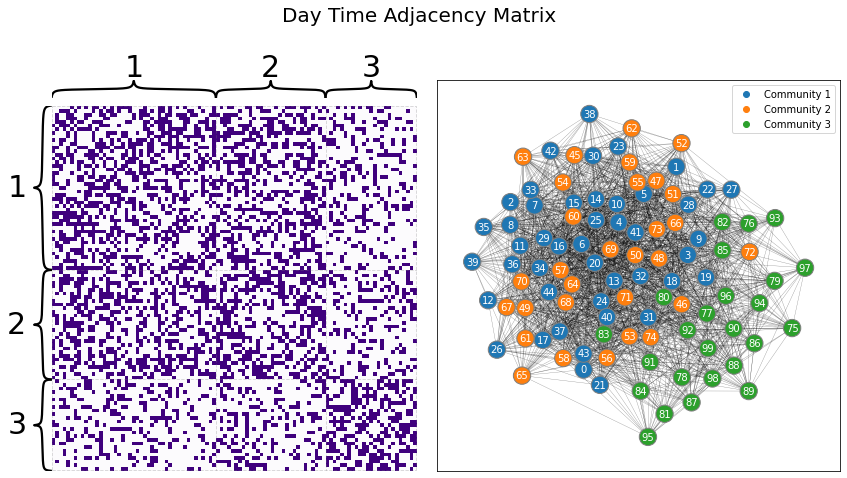 Day Time Adjacency Matrix
1 2 3
1
2
3
Community 1
Community 2
Community 3
38
62
52
63 42 45 30 23
59
1
54 55 47
33 5 51 22 27
2 7 15 14 10 28
35 8 60 25 4 66 82 76 93
11 29 16 6 41 73 9
69 50 48 3 85 72
39 36 34 57 20 97
70 64 13 32 18 19 79
12 44 68 24 71 80 46 96 94
67 49 40 31 77
61 17 37 83 53 74 92 90 75
26 58 43 56 99 86
65 0 21 91 78 98 88
84 87 89
81
95